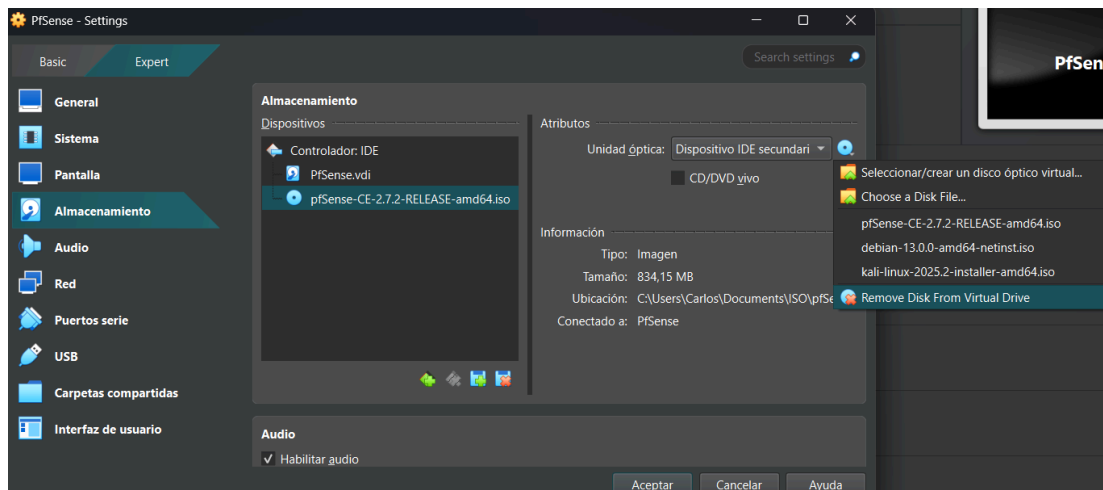 PfSense - Settings
Basic
Expert
Search settings
General
Sistema
Pantalla
Almacenamiento
Audio
Red
Puertos serie
USB
Carpetas compartidas
Interfaz de usuario
Almacenamiento
Dispositivos
Controlador: IDE
PfSense.vdi
pfSense-CE-2.7.2-RELEASE-amd64.iso
Atributos
Unidad óptica: Dispositivo IDE secundari
CD/DVD vivo
Información
Tipo: Imagen
Tamaño: 834,15 MB
Ubicación: C:\Users\Carlos\Documents\ISO\pfSe
Conectado a: PfSense
Seleccionar/crear un disco óptico virtual...
Choose a Disk File...
pfSense-CE-2.7.2-RELEASE-amd64.iso
debian-13.0.0-amd64-netinst.iso
kali-linux-2025.2-installer-amd64.iso
Remove Disk From Virtual Drive
Audio
Habilitar audio
Aceptar
Cancelar
Ayuda
PfSen